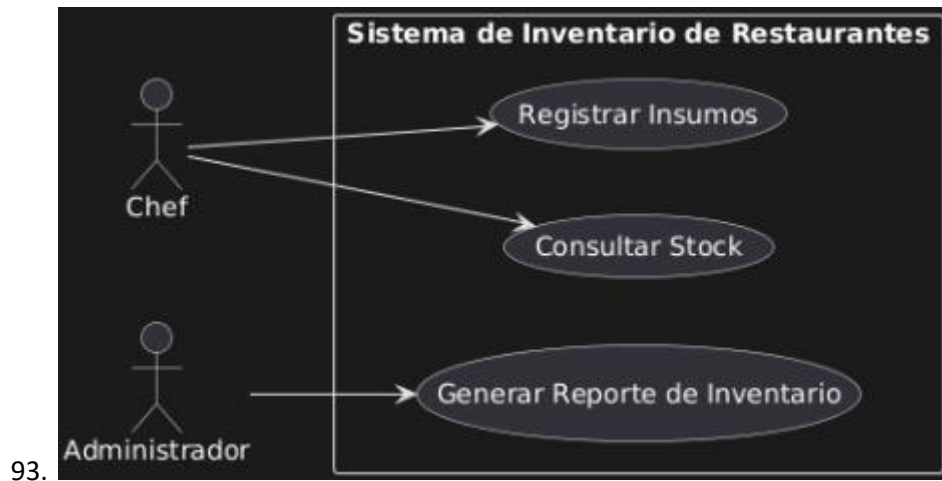 Sistema de Inventario de Restaurantes
Registrar Insumos
Chef
Consultar Stock
Generar Reporte de Inventario
Administrador
93.